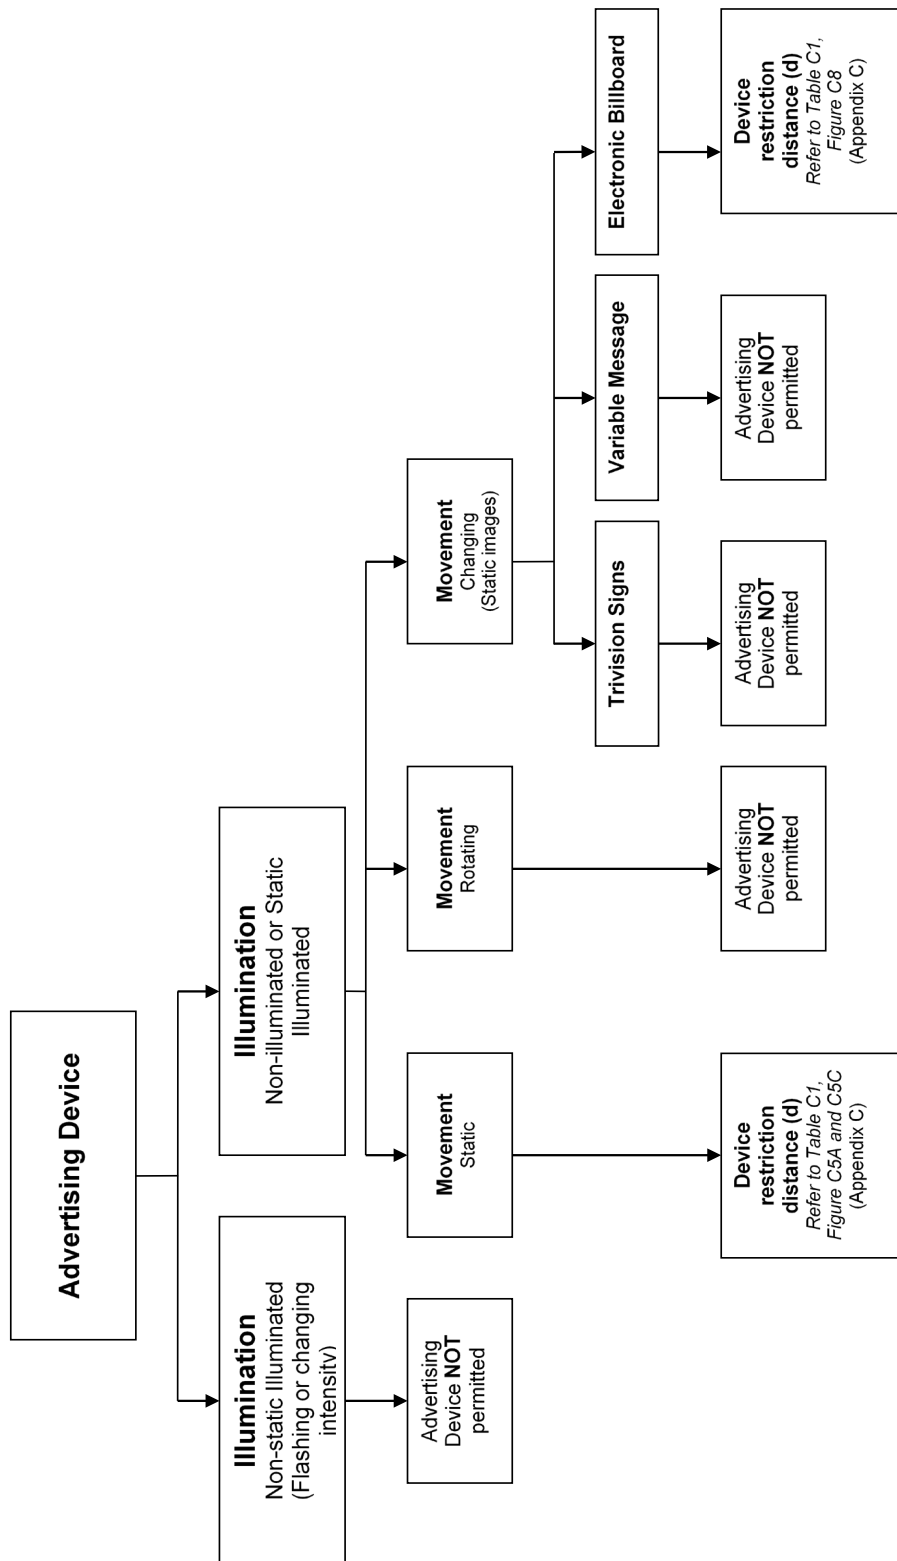 Advertising Device
Illumination
Non-static Illuminated
(Flashing or changing
intensity)
Illumination
Non-illuminated or Static
Illuminated
Advertising
Device NOT
permitted
Movement
Static
Movement
Rotating
Movement
Changing
(Static images)
Trivision Signs
Variable Message
Electronic Billboard
Device
restriction
distance (d)
Refer to Table C1,
Figure C5A and C5C
(Appendix C)
Advertising
Device NOT
permitted
Advertising
Device NOT
permitted
Advertising
Device NOT
permitted
Device
restriction
distance (d)
Refer to Table C1,
Figure C8
(Appendix C)